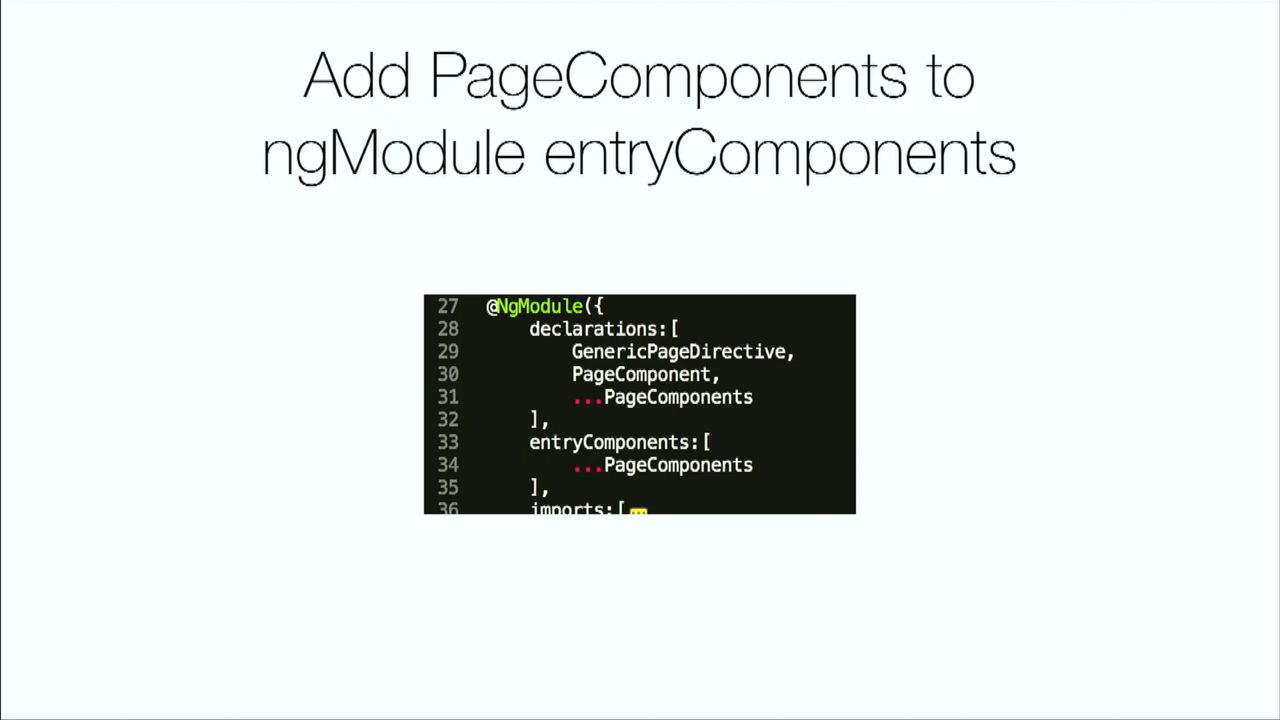 Add PageComponents to
ngModule entryComponents
27 @NgModule({
28 declarations:[
29 GenericPageDirective,
30 PageComponent,
31 ...PageComponents
32 ],
33 entryComponents:[
34 ...PageComponents
35 ],
36 imports:[